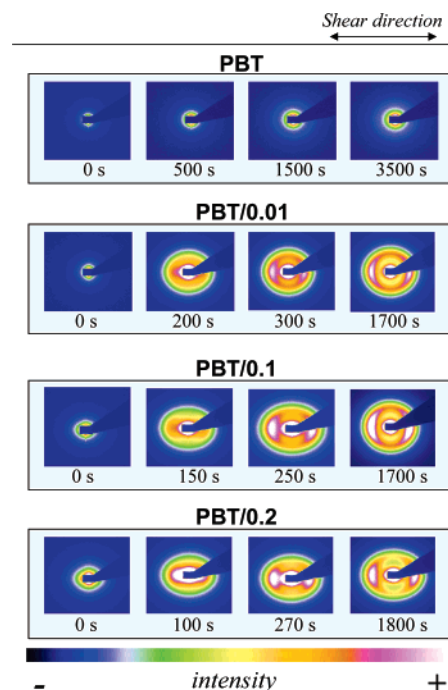 Shear direction
PBT
0 s 500 s 1500 s 3500 s
PBT/0.01
0 s 200 s 300 s 1700 s
PBT/0.1
0 s 150 s 250 s 1700 s
PBT/0.2
0 s 100 s 270 s 1800 s
- intensity +